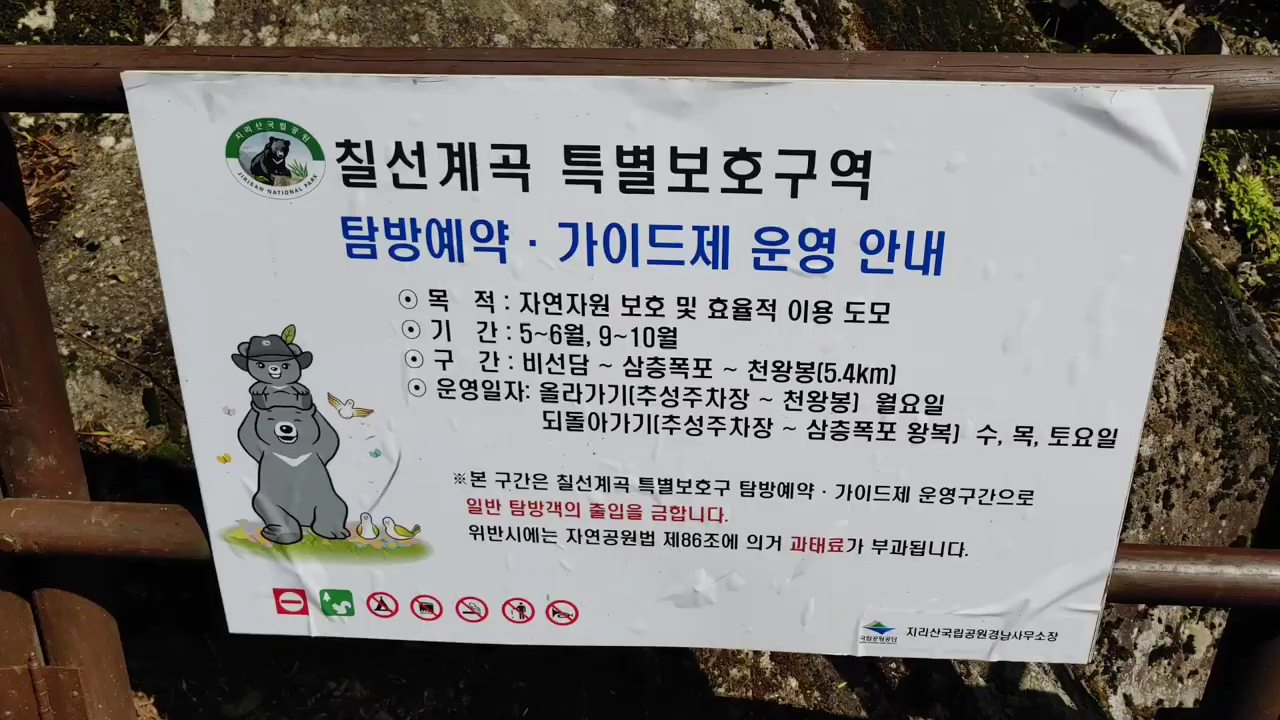 지리산국립공원
JIRISAN NATIONAL PARK
칠선계곡 특별보호구역
탐방예약 · 가이드제 운영 안내
⊙ 목 적 : 자연자원 보호 및 효율적 이용 도모
⊙ 기 간 : 5~6월, 9~10월
⊙ 구 간 : 비선담 ~ 삼층폭포 ~ 천왕봉(5.4km)
⊙ 운영일자: 올라가기(추성주차장 ~ 천왕봉) 월요일
되돌아가기(추성주차장 ~ 삼층폭포 왕복) 수, 목, 토요일
※본 구간은 칠선계곡 특별보호구 탐방예약 · 가이드제 운영구간으로
일반 탐방객의 출입을 금합니다.
위반시에는 자연공원법 제86조에 의거 과태료가 부과됩니다.
국립공원공단
지리산국립공원경남사무소장